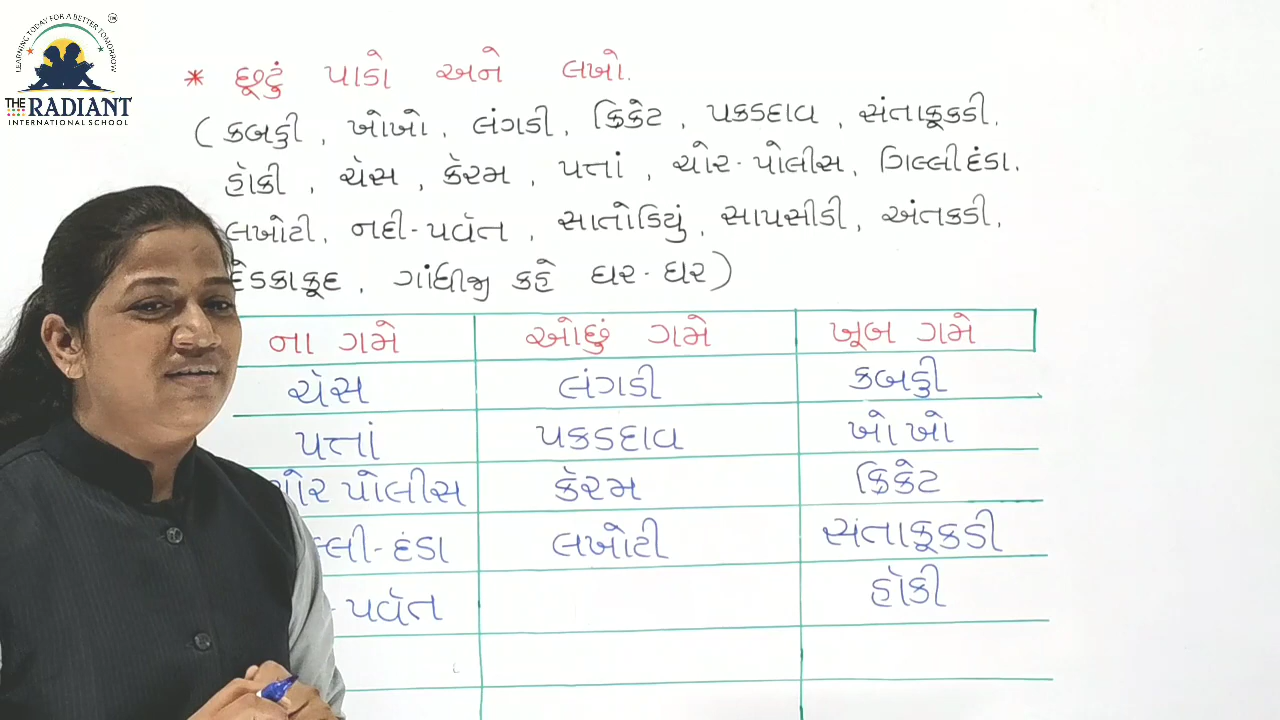 LEARNING TODAY FOR A BETTER TOMORROW
THE RADIANT
INTERNATIONAL SCHOOL
* છૂટું પાડો અને લખો.
(કબડ્ડી, ખોખો, લંગડી, ક્રિકેટ, પકડદાવ, સંતાકૂકડી.
હૉકી, ચેસ, કૅરમ, પત્તાં, ચોર-પોલીસ, ગિલ્લીદંડા.
લખોટી, નદી-પર્વત, સાતોડિયું, સાપસીડી, અંતકડી,
દેડકાકૂદ, ગાંધીજી કહે ઘર-ઘર)
ના ગમે ઓછું ગમે ખૂબ ગમે
ચેસ લંગડી કબડ્ડી
પત્તાં પકડદાવ ખોખો
પોલીસ કૅરમ ક્રિકેટ
દંડા લખોટી સંતાકૂકડી
પર્વત હૉકી